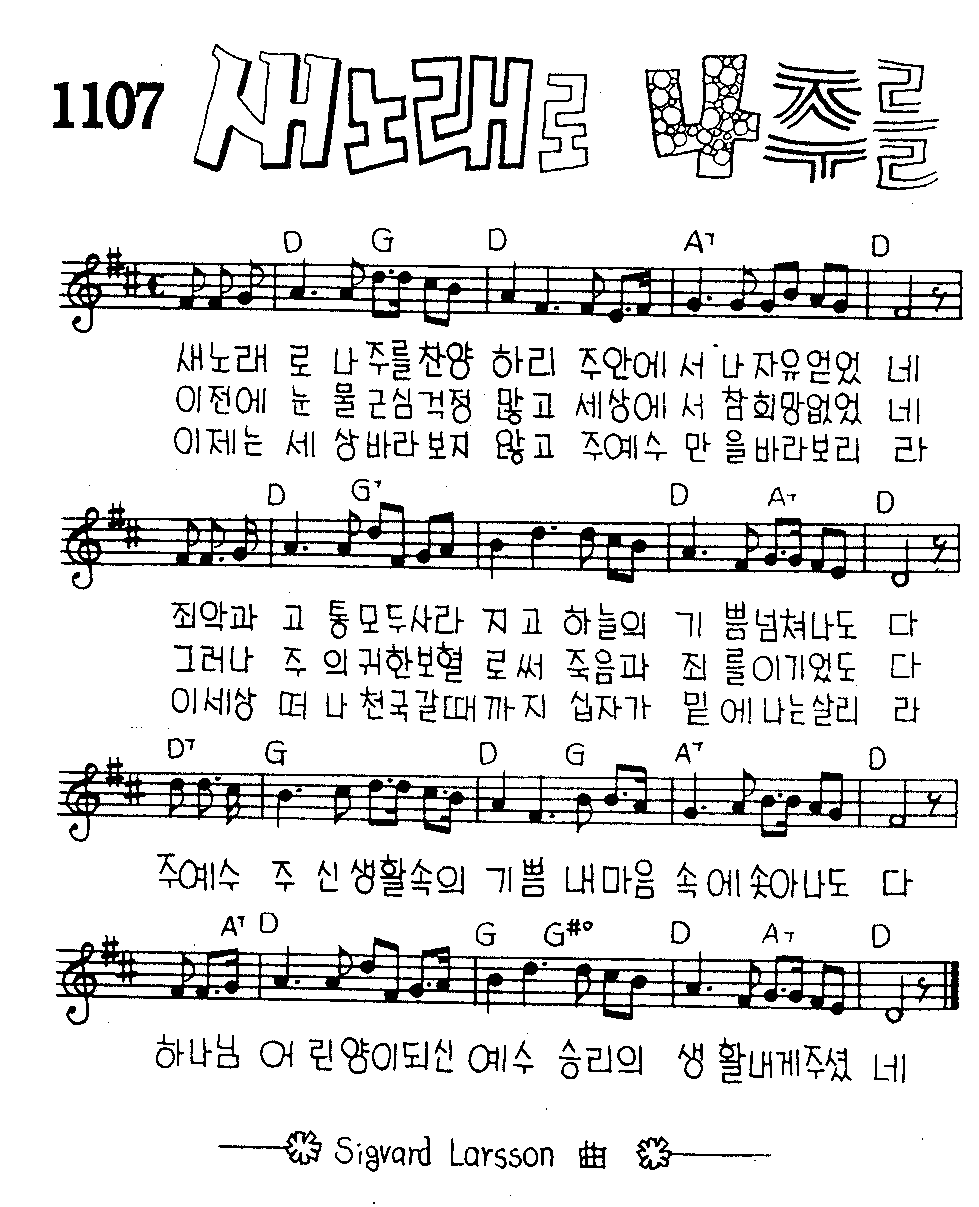 1107 새노래로 나 주를
D G D A7 D
새노래 로 나 주를찬양 하리 주안에 서 나 자유얻었 네
이전에 눈 물 근심걱정 많고 세상에 서 참희망없었 네
이제는 세 상바라보지 않고 주예수 만 을바라보리 라
D G7 D A7 D
죄악과 고 통모두사라 지고 하늘의 기 쁨넘쳐나도 다
그러나 주 의귀한보혈 로써 죽음과 죄 를이기었도 다
이세상 떠 나천국갈때 까지 십자가 밑 에나는살리 라
D7 G D G A7 D
주예수 주 신생활속의 기쁨 내마음 속에솟아나도 다
A7 D G G#° D A7 D
하나님 어 린양이되신 예수 승리의 생 활내게주셨 네
Sigvard Larsson 曲